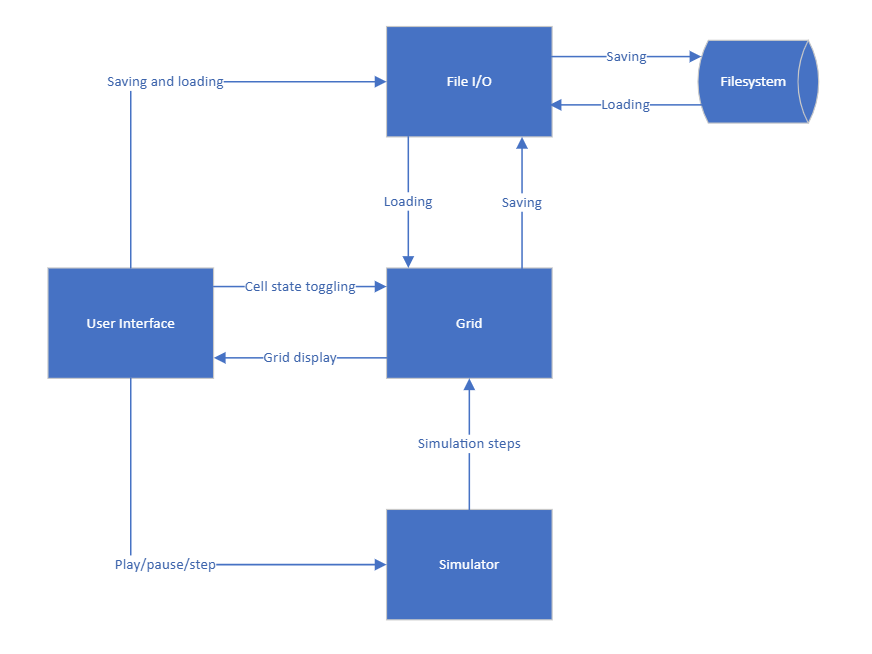 File I/O
Saving
Filesystem
Saving and loading
Loading
Loading
Saving
Cell state toggling
User Interface
Grid
Grid display
Simulation steps
Play/pause/step
Simulator